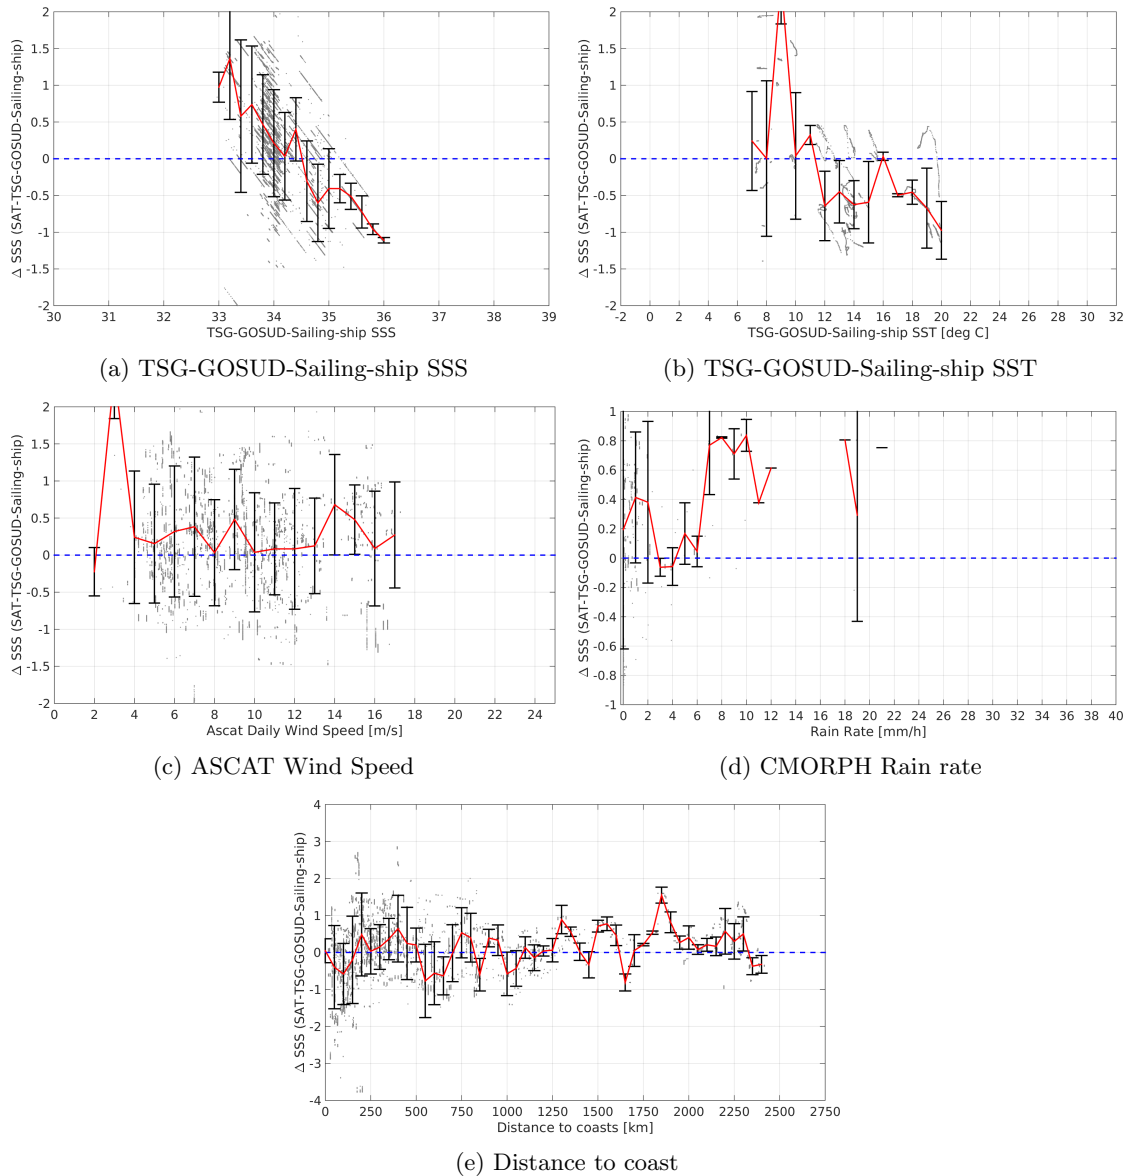 2
1.5
1
0.5
0
-0.5
-1
-1.5
-2
Δ SSS (SAT-TSG-GOSUD-Sailing-ship)
30 31 32 33 34 35 36 37 38 39
TSG-GOSUD-Sailing-ship SSS
(a) TSG-GOSUD-Sailing-ship SSS
2
1.5
1
0.5
0
-0.5
-1
-1.5
-2
Δ SSS (SAT-TSG-GOSUD-Sailing-ship)
-2 0 2 4 6 8 10 12 14 16 18 20 22 24 26 28 30 32
TSG-GOSUD-Sailing-ship SST [deg C]
(b) TSG-GOSUD-Sailing-ship SST
2
1.5
1
0.5
0
-0.5
-1
-1.5
-2
Δ SSS (SAT-TSG-GOSUD-Sailing-ship)
0 2 4 6 8 10 12 14 16 18 20 22 24
Ascat Daily Wind Speed [m/s]
(c) ASCAT Wind Speed
1
0.8
0.6
0.4
0.2
0
-0.2
-0.4
-0.6
-0.8
-1
Δ SSS (SAT-TSG-GOSUD-Sailing-ship)
0 2 4 6 8 10 12 14 16 18 20 22 24 26 28 30 32 34 36 38 40
Rain Rate [mm/h]
(d) CMORPH Rain rate
4
3
2
1
0
-1
-2
-3
-4
Δ SSS (SAT-TSG-GOSUD-Sailing-ship)
0 250 500 750 1000 1250 1500 1750 2000 2250 2500 2750
Distance to coasts [km]
(e) Distance to coast